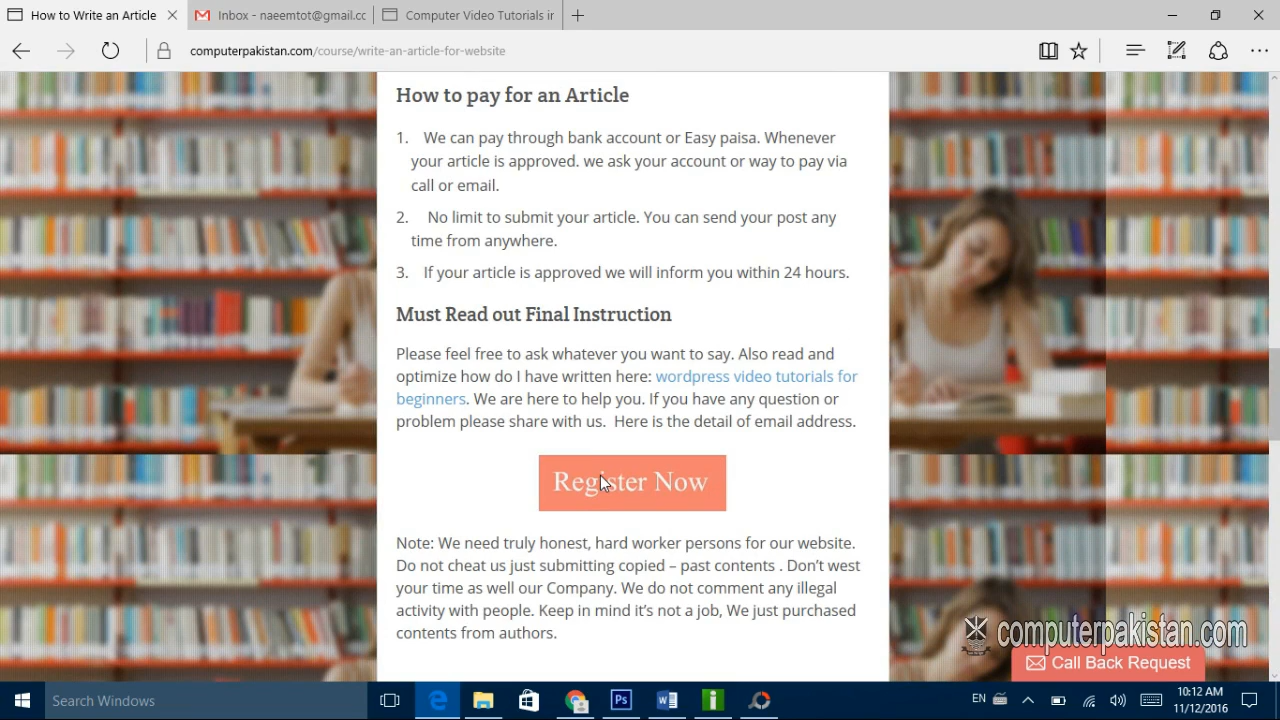 How to Write an Article
Inbox - naeemtot@gmail.cc
Computer Video Tutorials ir
computerpakistan.com/course/write-an-article-for-website
How to pay for an Article
1. We can pay through bank account or Easy paisa. Whenever
your article is approved. we ask your account or way to pay via
call or email.
2. No limit to submit your article. You can send your post any
time from anywhere.
3. If your article is approved we will inform you within 24 hours.
Must Read out Final Instruction
Please feel free to ask whatever you want to say. Also read and
optimize how do I have written here: wordpress video tutorials for
beginners. We are here to help you. If you have any question or
problem please share with us. Here is the detail of email address.
Register Now
Note: We need truly honest, hard worker persons for our website.
Do not cheat us just submitting copied – past contents . Don't west
your time as well our Company. We do not comment any illegal
activity with people. Keep in mind it's not a job, We just purchased
contents from authors.
computerpakistan.com
Call Back Request
Search Windows
Ps
EN
10:12 AM
11/12/2016